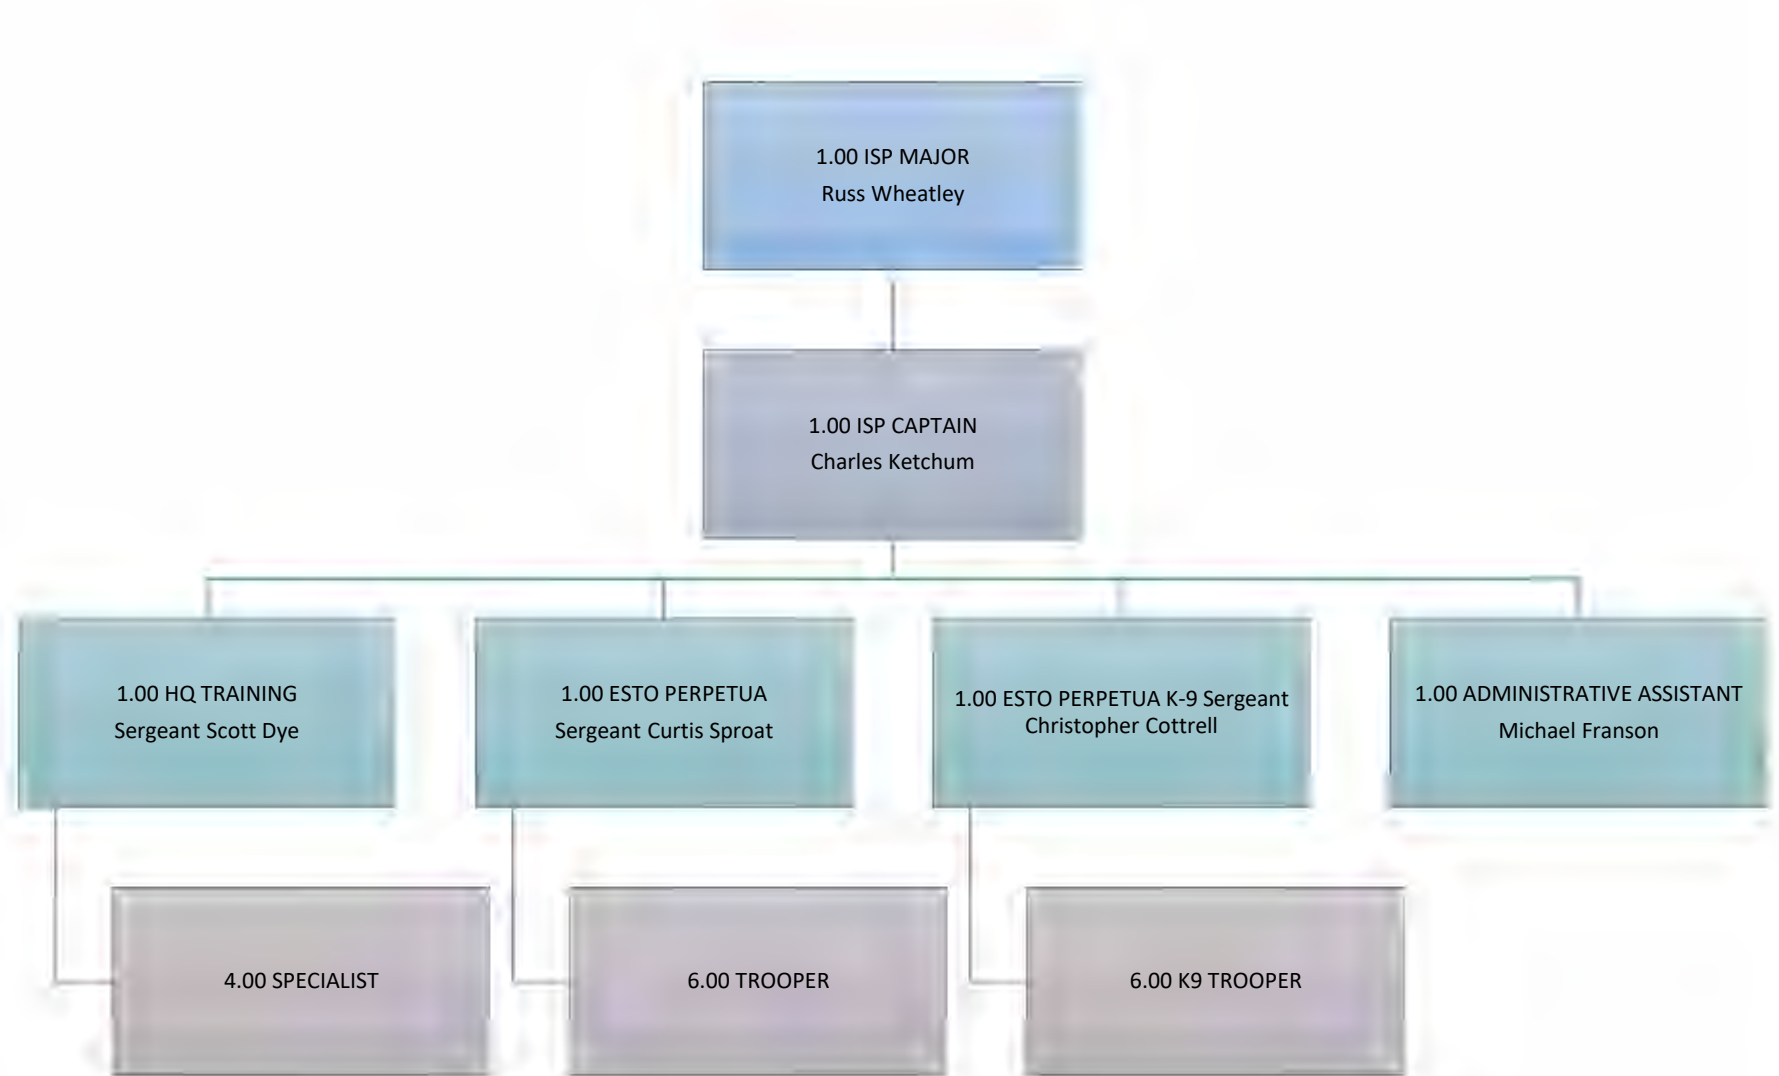 1.00 ISP MAJOR
Russ Wheatley
1.00 ISP CAPTAIN
Charles Ketchum
1.00 HQ TRAINING
Sergeant Scott Dye
1.00 ESTO PERPETUA
Sergeant Curtis Sproat
1.00 ESTO PERPETUA K-9 Sergeant
Christopher Cottrell
1.00 ADMINISTRATIVE ASSISTANT
Michael Franson
4.00 SPECIALIST
6.00 TROOPER
6.00 K9 TROOPER